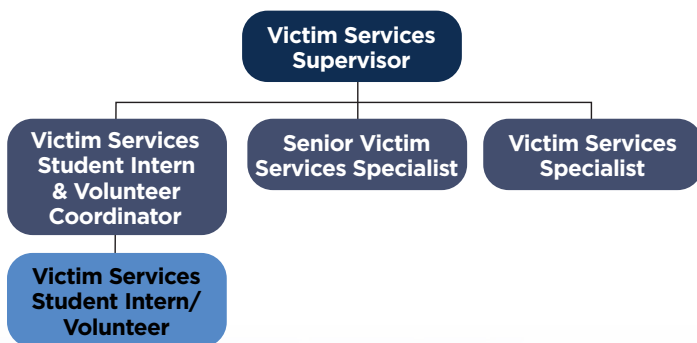 Victim Services
Supervisor
Victim Services
Student Intern
& Volunteer
Coordinator
Senior Victim
Services Specialist
Victim Services
Specialist
Victim Services
Student Intern/
Volunteer